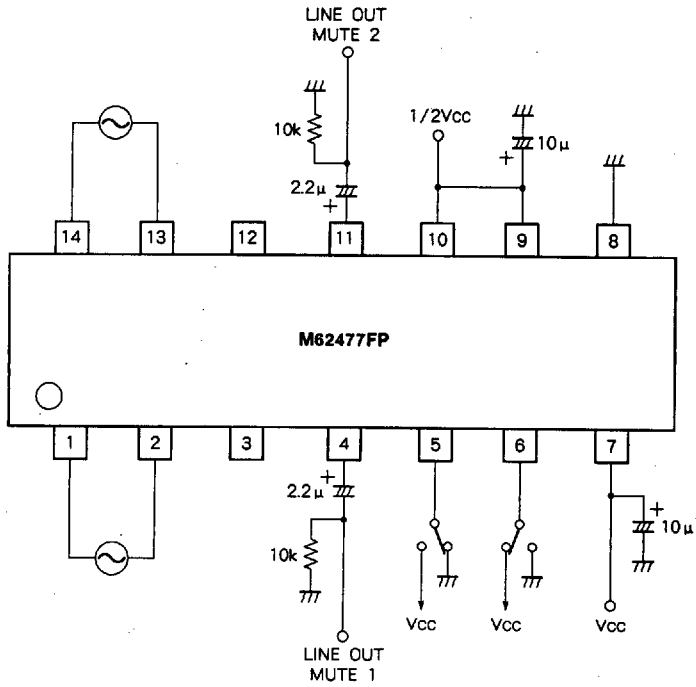 LINE OUT
MUTE 2
10k
1/2Vcc
10μ
+
2.2μ
+
14
13
12
11
10
9
8
M62477FP
1
2
3
4
5
6
7
+
2.2μ
+
10μ
10k
Vcc
Vcc
Vcc
LINE OUT
MUTE 1